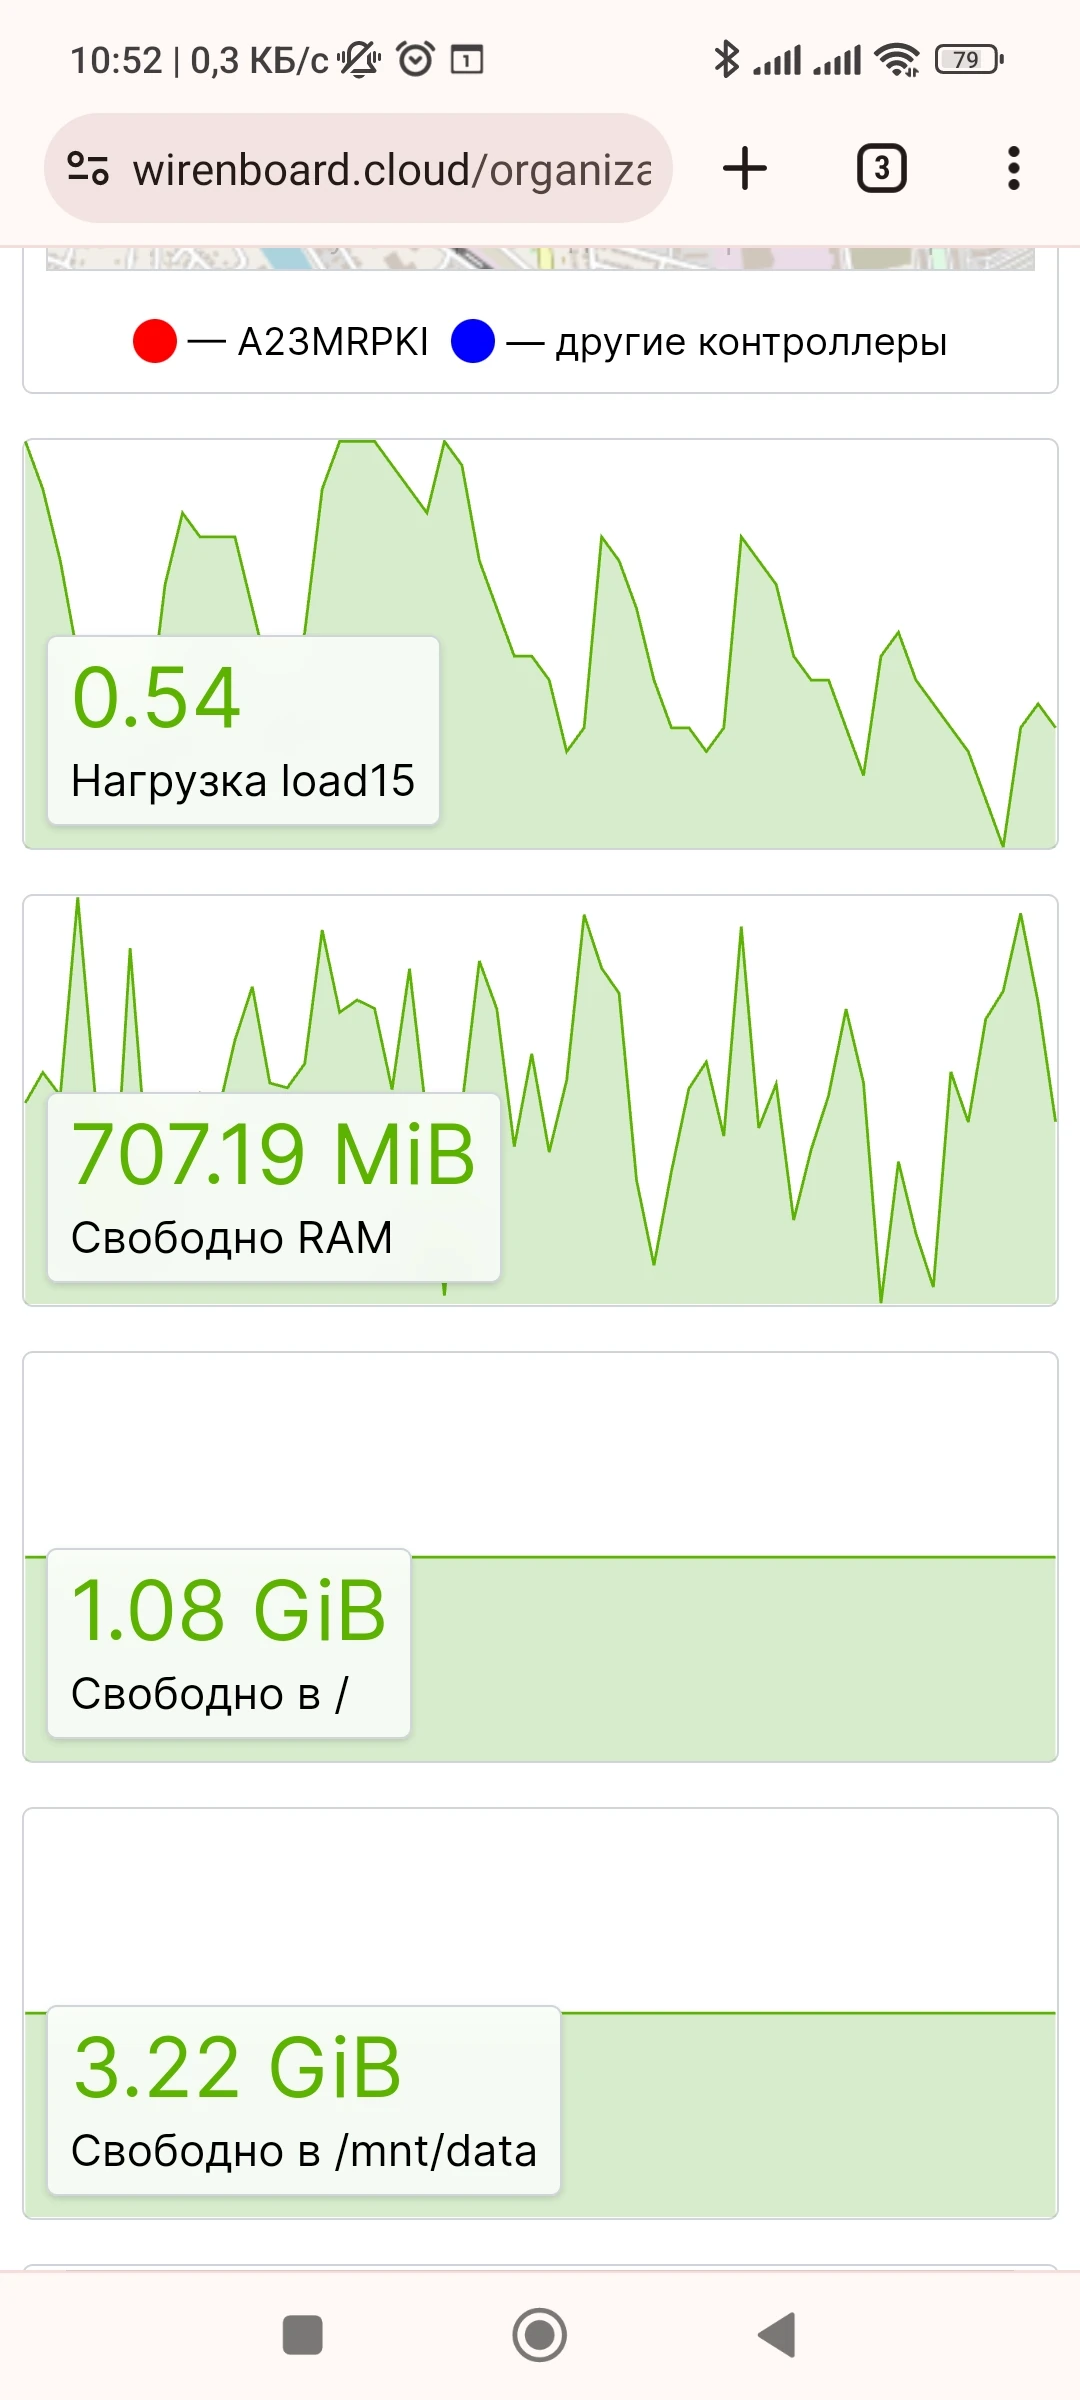 10:52 | 0,3 КБ/с
1
79
wirenboard.cloud/organiza
3
— A23MRPKI — другие контроллеры
0.54
Нагрузка load15
707.19 MiB
Свободно RAM
1.08 GiB
Свободно в /
3.22 GiB
Свободно в /mnt/data